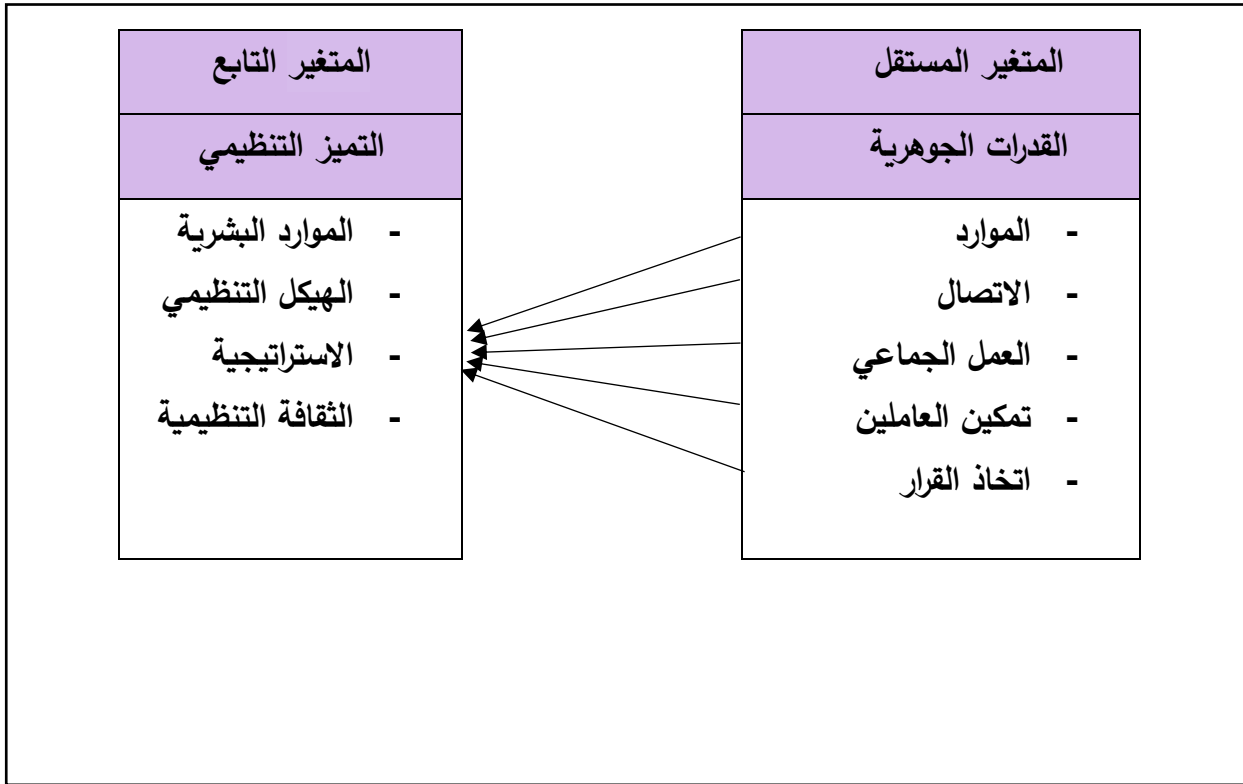 المتغير المستقل
القدرات الجوهرية
- الموارد
- الاتصال
- العمل الجماعي
- تمكين العاملين
- اتخاذ القرار
المتغير التابع
التميز التنظيمي
- الموارد البشرية
- الهيكل التنظيمي
- الاستراتيجية
- الثقافة التنظيمية